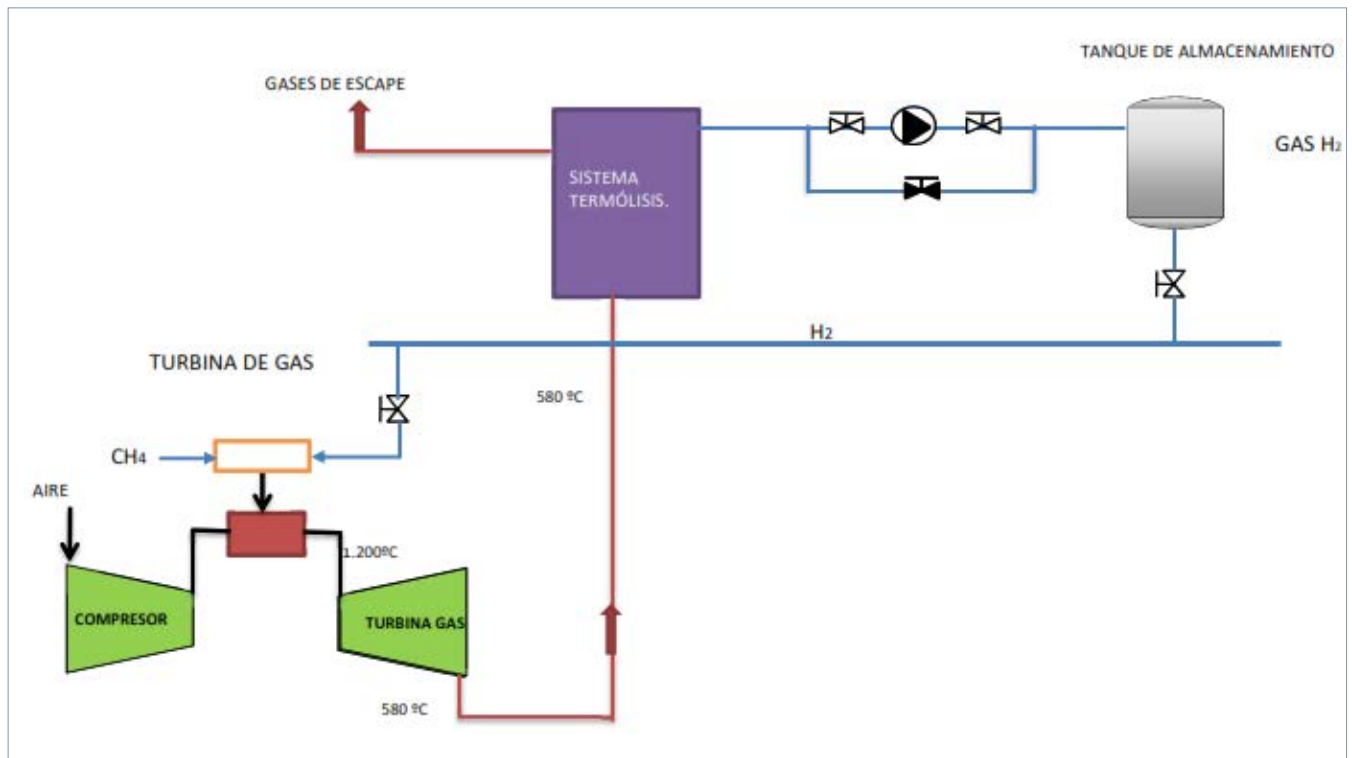 TANQUE DE ALMACENAMIENTO
GASES DE ESCAPE
GAS H₂
SISTEMA
TERMÓLISIS.
H₂
TURBINA DE GAS
580 ºC
CH₄
AIRE
1.200ºC
COMPRESOR
TURBINA GAS
580 ºC